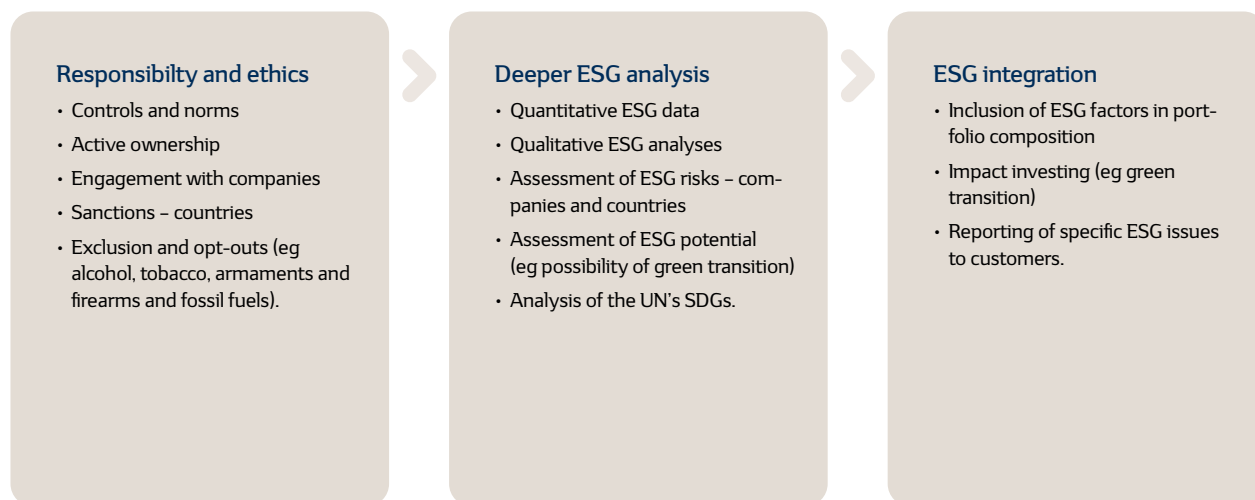 Responsibilty and ethics
· Controls and norms
· Active ownership
· Engagement with companies
· Sanctions – countries
· Exclusion and opt-outs (eg
alcohol, tobacco, armaments and
firearms and fossil fuels).
Deeper ESG analysis
· Quantitative ESG data
· Qualitative ESG analyses
· Assessment of ESG risks – com-
panies and countries
· Assessment of ESG potential
(eg possibility of green transition)
· Analysis of the UN's SDGs.
ESG integration
· Inclusion of ESG factors in port-
folio composition
· Impact investing (eg green
transition)
· Reporting of specific ESG issues
to customers.